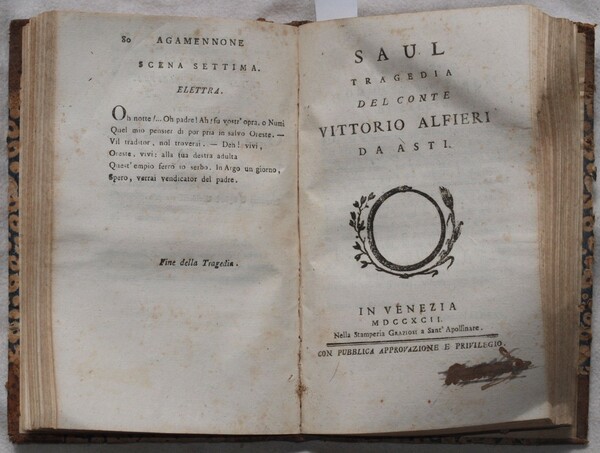 80 AGAMENNONE
SCENA SETTIMA.
ELETTRA.
Oh notte!... Oh padre! Ah! fu vostr' opra, o Numi
Quel mio pensier di por pria in salvo Oreste. —
Vil traditor, nol troversi. — Deh! vivi,
Oreste, vivi: alla tua destra adulta
Quest' empio ferro io serbo. In Argo un giorno,
Spero, verrai vendicator del padre.
Fine della Tragedia.
SAUL
TRAGEDIA
DEL CONTE
VITTORIO ALFIERI
DA ASTI.
IN VENEZIA
MDCCXCII.
Nella Stamperia GRAZIOSI a Sant' Apollinare.
CON PUBBLICA APPROVAZIONE E PRIVILEGIO.